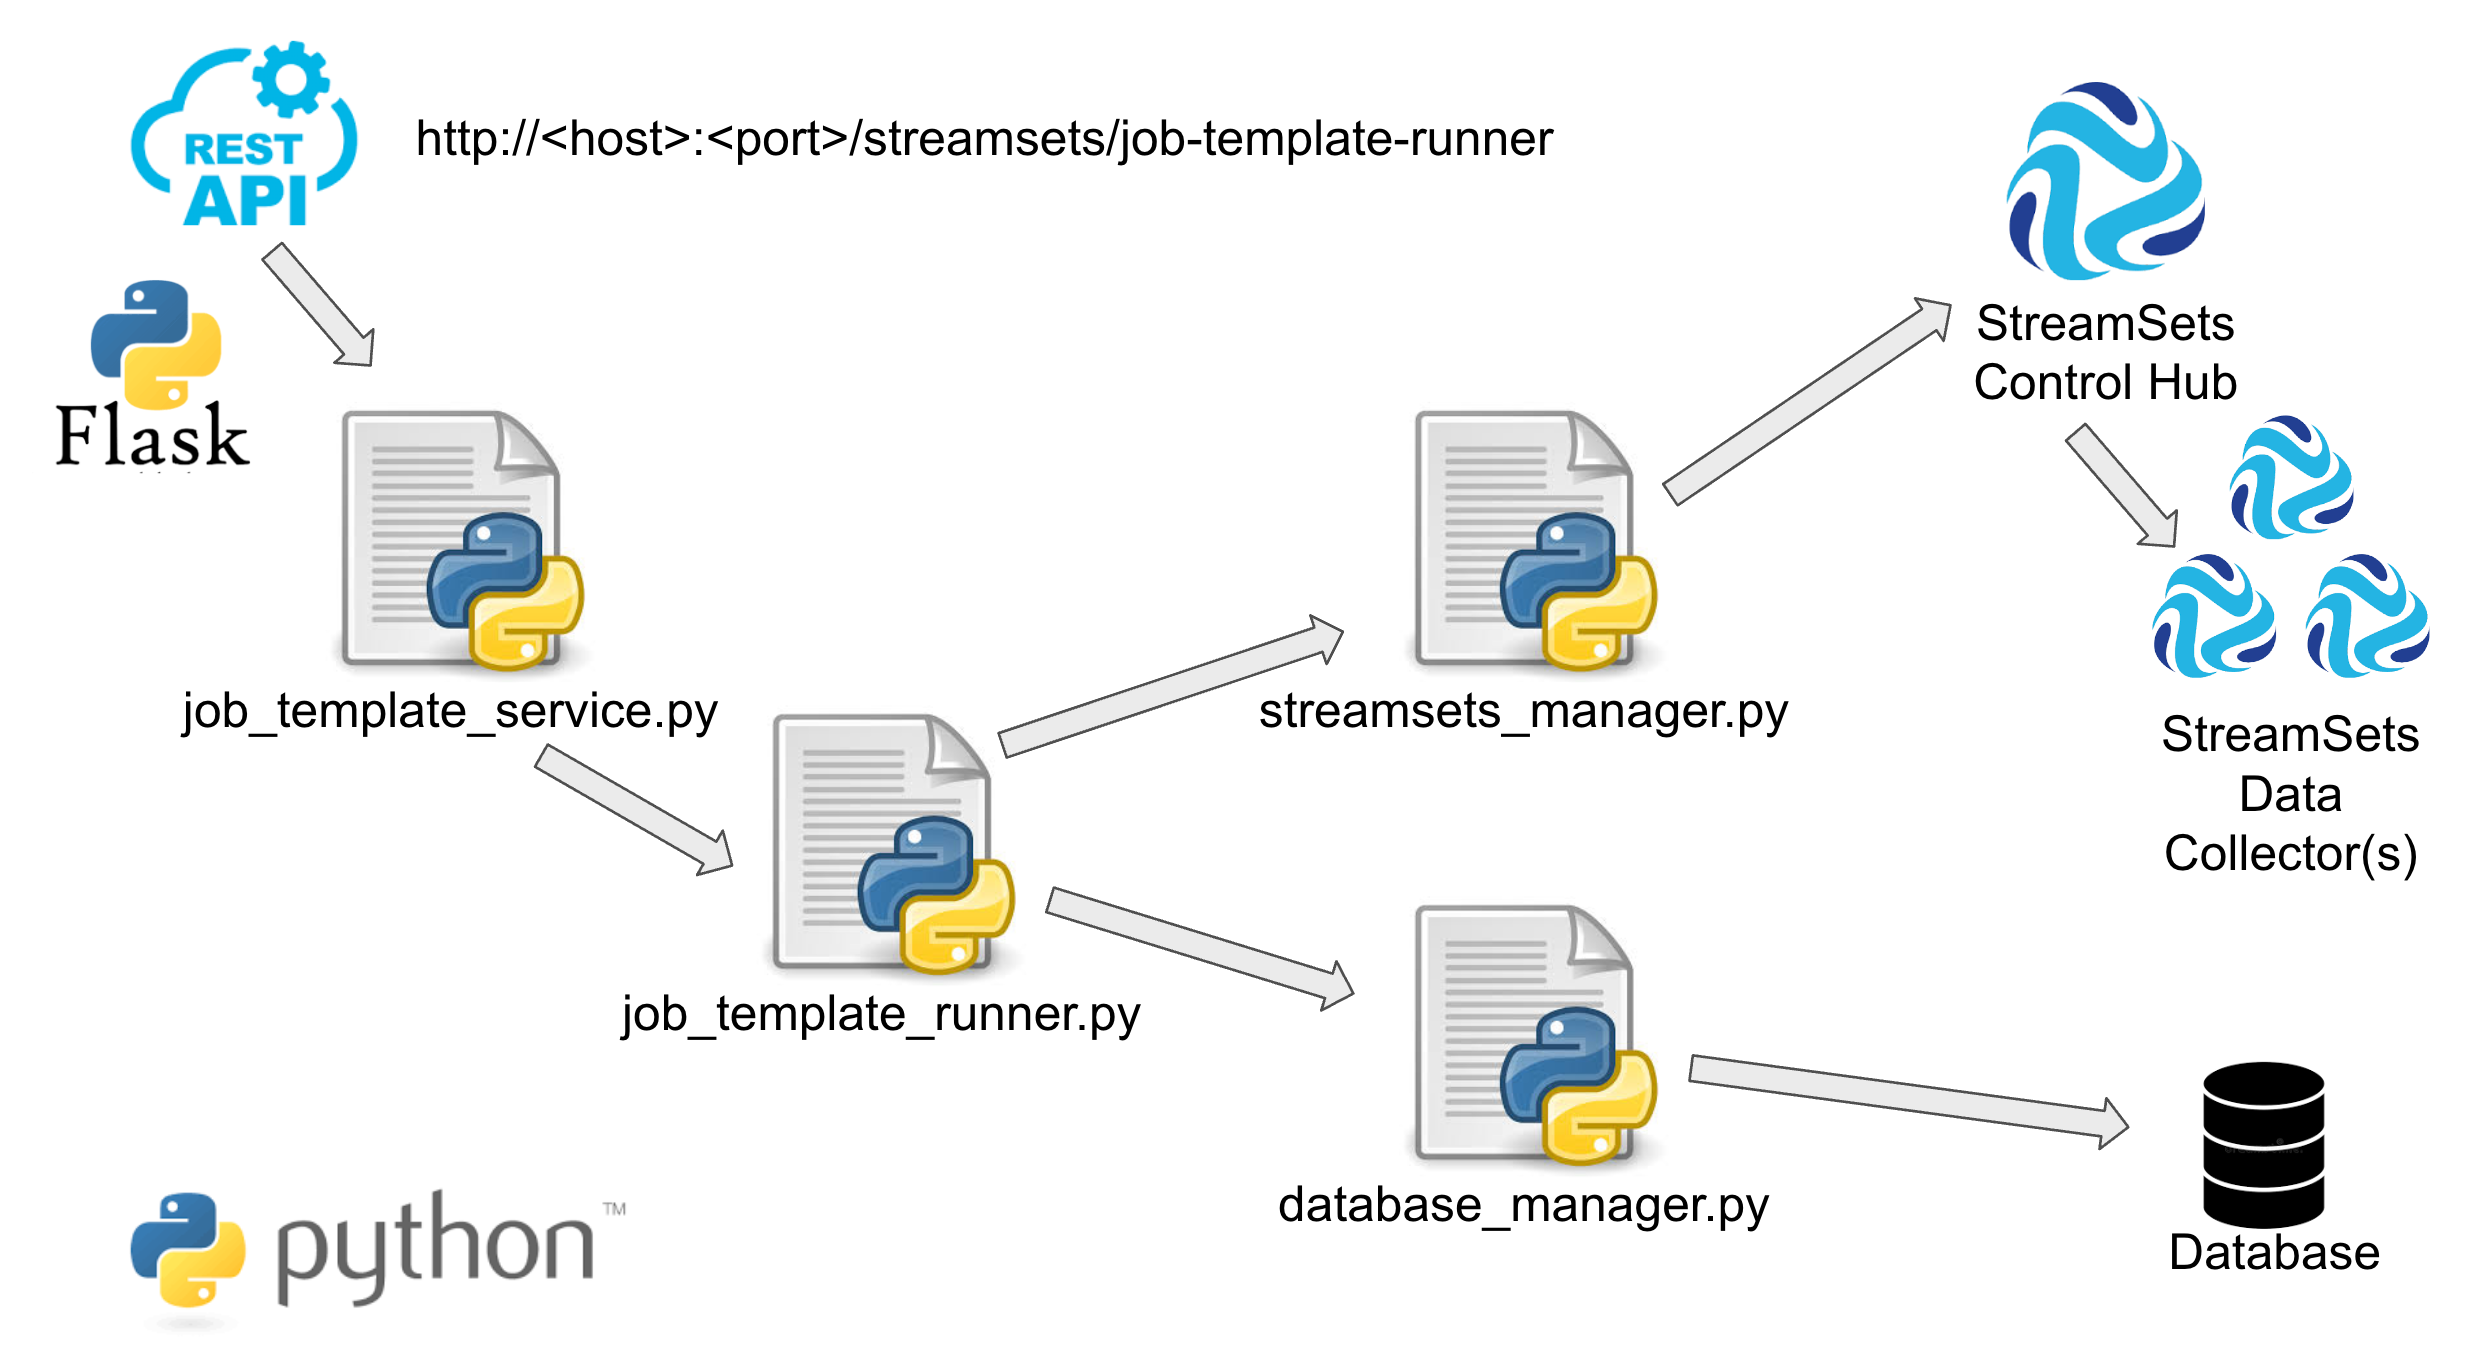 REST
API
http://<host>:<port>/streamsets/job-template-runner
Flask
StreamSets
Control Hub
job_template_service.py
streamsets_manager.py
StreamSets
Data
Collector(s)
job_template_runner.py
database_manager.py
Database
python™